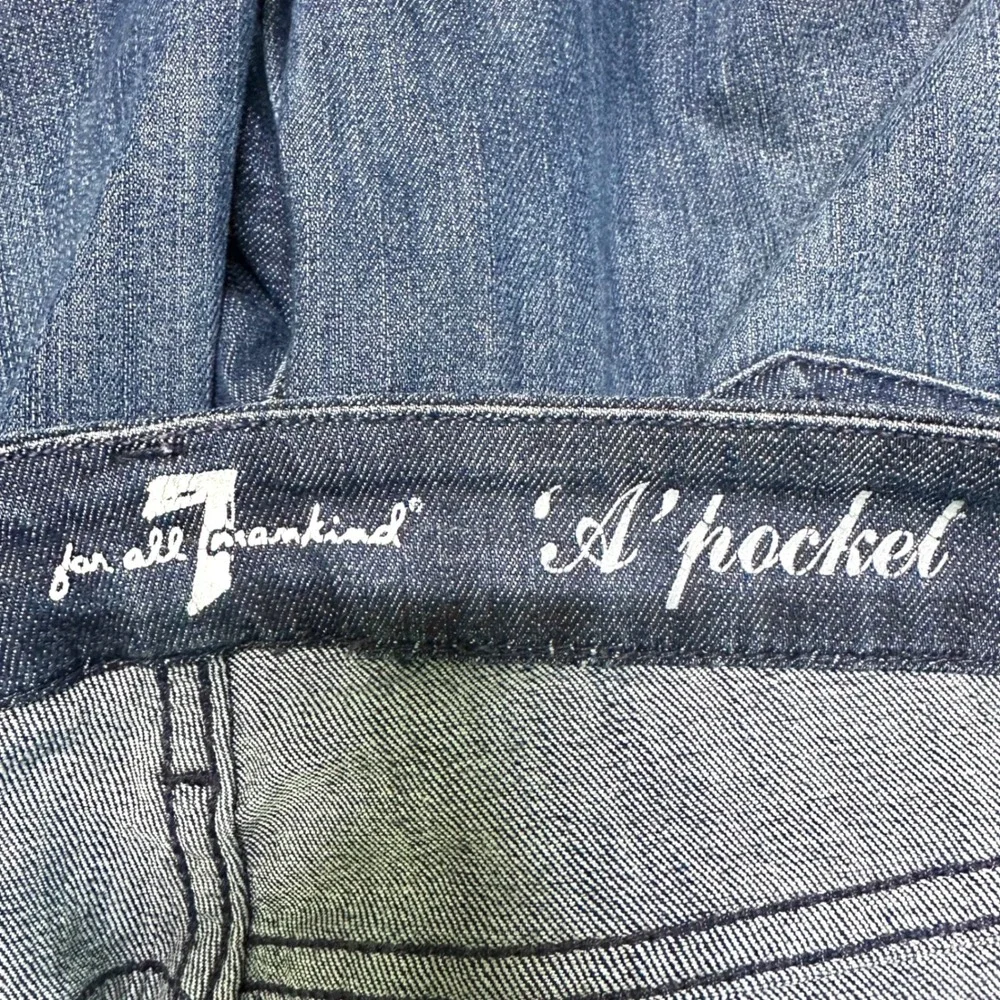 for all 7 mankind®
'A' pocket